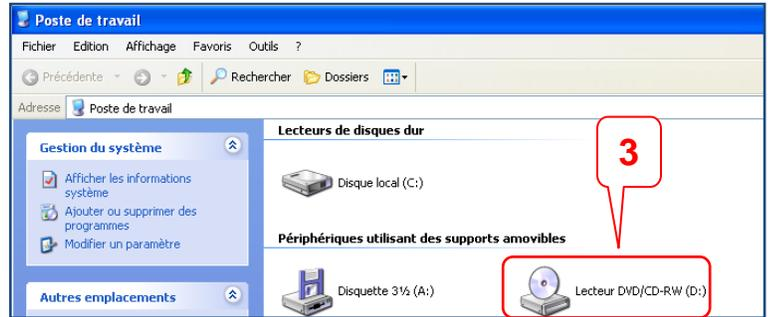 Poste de travail
Fichier Edition Affichage Favoris Outils ?
Précédente Rechercher Dossiers
Adresse Poste de travail
Gestion du système
Afficher les informations
système
Ajouter ou supprimer des
programmes
Modifier un paramètre
Autres emplacements
Lecteurs de disques dur
Disque local (C:)
Périphériques utilisant des supports amovibles
Disquette 3½ (A:)
Lecteur DVD/CD-RW (D:)
3